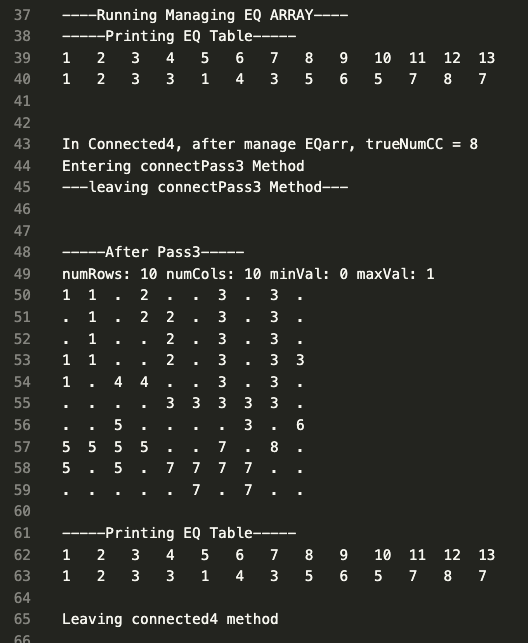 37 ----Running Managing EQ ARRAY----
38 -----Printing EQ Table-----
39 1 2 3 4 5 6 7 8 9 10 11 12 13
40 1 2 3 3 1 4 3 5 6 5 7 8 7
41
42
43 In Connected4, after manage EQarr, trueNumCC = 8
44 Entering connectPass3 Method
45 ---leaving connectPass3 Method---
46
47
48 -----After Pass3-----
49 numRows: 10 numCols: 10 minVal: 0 maxVal: 1
50 1 1 . 2 . . 3 . 3 .
51 . 1 . 2 2 . 3 . 3 .
52 . 1 . . 2 . 3 . 3 .
53 1 1 . . 2 . 3 . 3 3
54 1 . 4 4 . . 3 . 3 .
55 . . . . 3 3 3 3 3 .
56 . . 5 . . . . 3 . 6
57 5 5 5 5 . . 7 . 8 .
58 5 . 5 . 7 7 7 7 . .
59 . . . . . 7 . 7 . .
60
61 -----Printing EQ Table-----
62 1 2 3 4 5 6 7 8 9 10 11 12 13
63 1 2 3 3 1 4 3 5 6 5 7 8 7
64
65 Leaving connected4 method
66